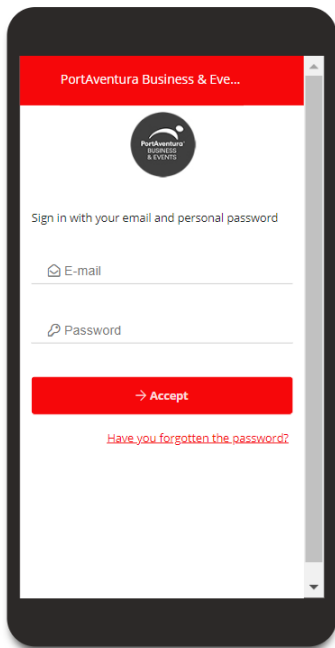 PortAventura Business & Eve...
PortAventura
BUSINESS
& EVENTS
Sign in with your email and personal password
E-mail
Password
→ Accept
Have you forgotten the password?